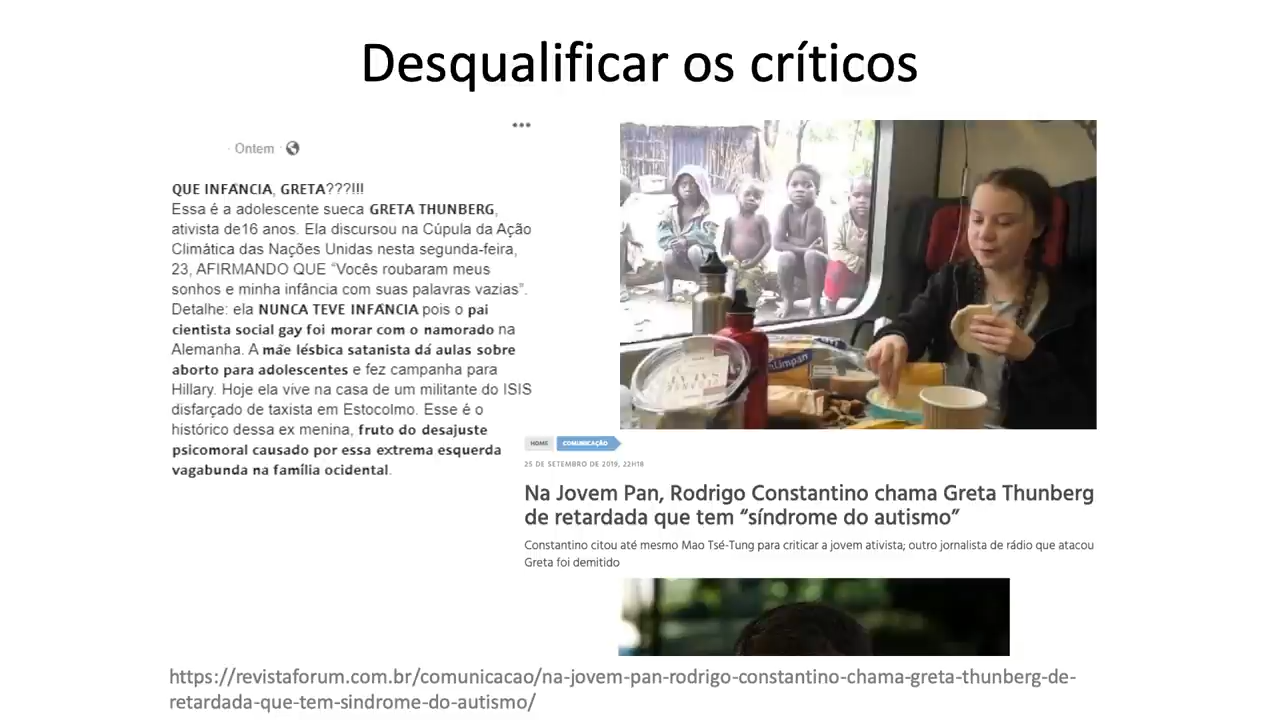 Desqualificar os críticos
Ontem
QUE INFANCIA, GRETA???!!!
Essa é a adolescente sueca GRETA THUNBERG,
ativista de16 anos. Ela discursou na Cúpula da Ação
Climática das Nações Unidas nesta segunda-feira,
23, AFIRMANDO QUE “Vocês roubaram meus
sonhos e minha infância com suas palavras vazias”.
Detalhe: ela NUNCA TEVE INFÂNCIA pois o pai
cientista social gay foi morar com o namorado na
Alemanha. A mãe lésbica satanista dá aulas sobre
aborto para adolescentes e fez campanha para
Hillary. Hoje ela vive na casa de um militante do ISIS
disfarçado de taxista em Estocolmo. Esse é o
histórico dessa ex menina, fruto do desajuste
psicomoral causado por essa extrema esquerda
vagabunda na família ocidental.
HOME COMUNICAÇÃO
25 DE SETEMBRO DE 2019, 22H18
Na Jovem Pan, Rodrigo Constantino chama Greta Thunberg
de retardada que tem “síndrome do autismo”
Constantino citou até mesmo Mao Tsé-Tung para criticar a jovem ativista; outro jornalista de rádio que atacou
Greta foi demitido
https://revistaforum.com.br/comunicacao/na-jovem-pan-rodrigo-constantino-chama-greta-thunberg-de-
retardada-que-tem-sindrome-do-autismo/